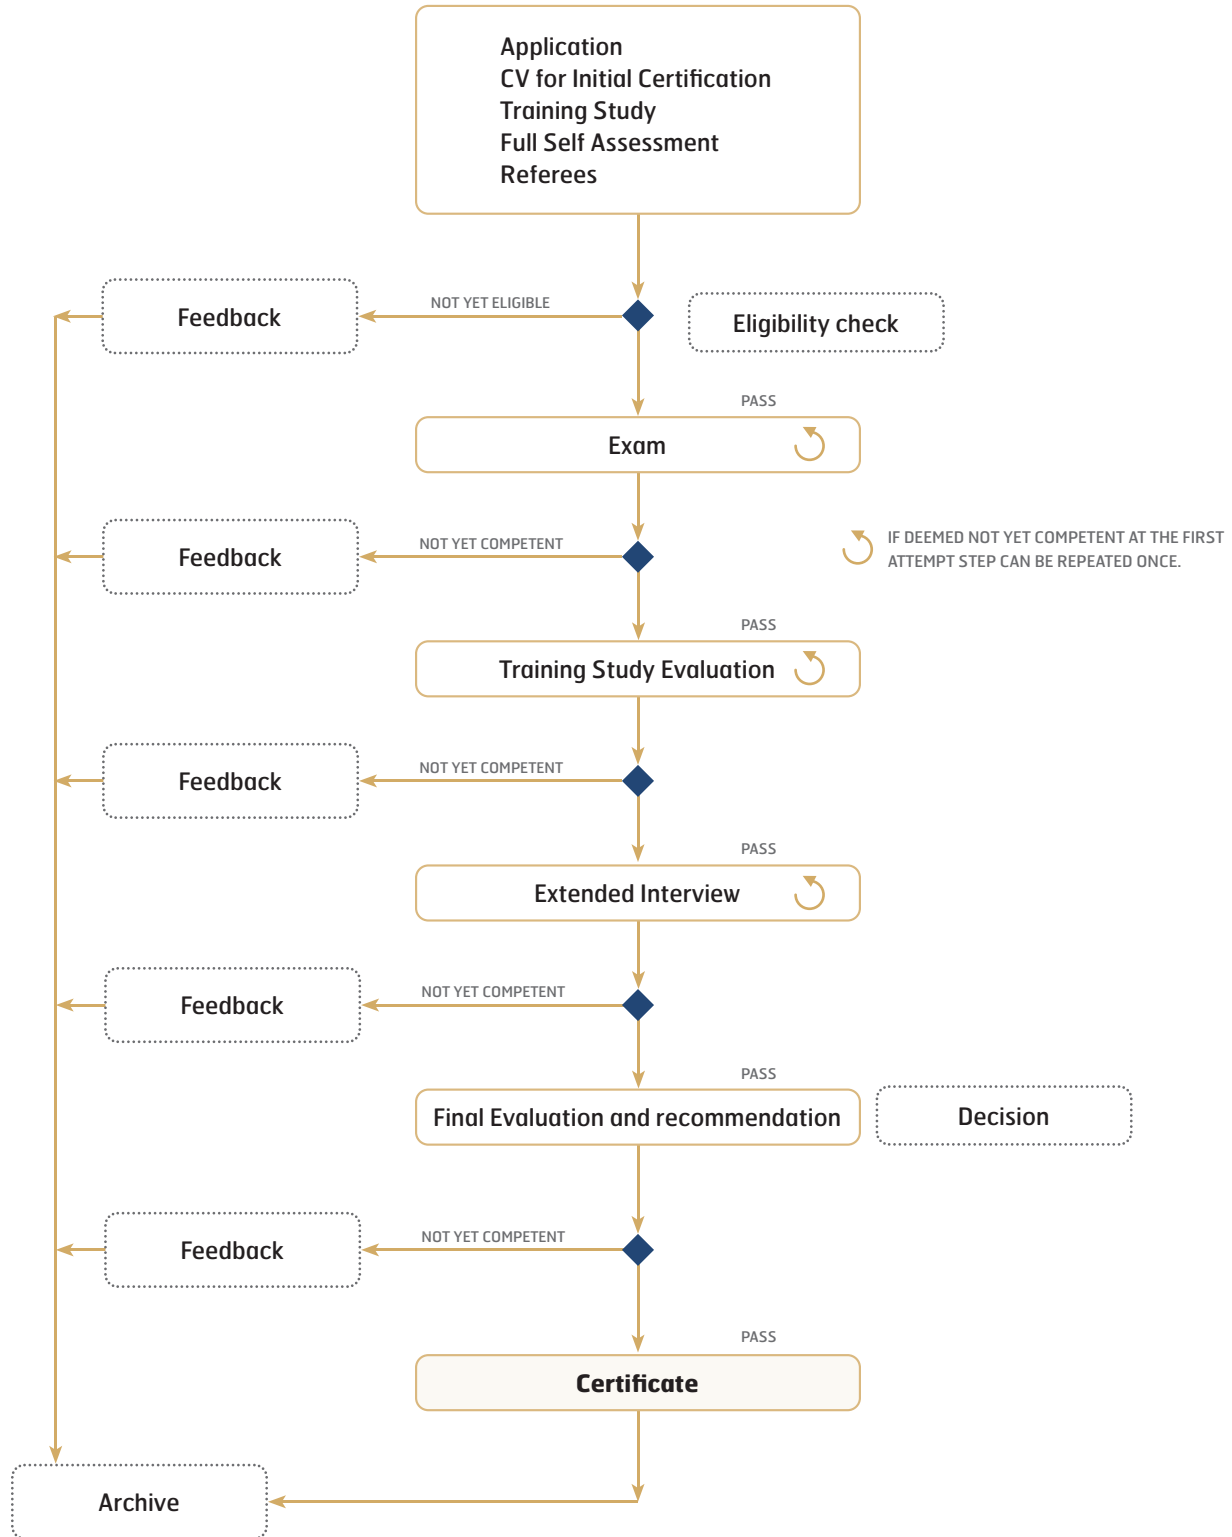 Application
CV for Initial Certification
Training Study
Full Self Assessment
Referees
NOT YET ELIGIBLE
Feedback
Eligibility check
PASS
Exam
NOT YET COMPETENT
Feedback
IF DEEMED NOT YET COMPETENT AT THE FIRST
ATTEMPT STEP CAN BE REPEATED ONCE.
PASS
Training Study Evaluation
NOT YET COMPETENT
Feedback
PASS
Extended Interview
NOT YET COMPETENT
Feedback
PASS
Final Evaluation and recommendation
Decision
NOT YET COMPETENT
Feedback
PASS
Certificate
Archive